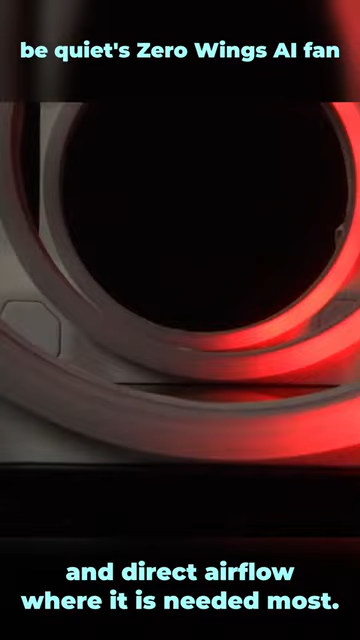 be quiet's Zero Wings AI fan
and direct airflow
where it is needed most.